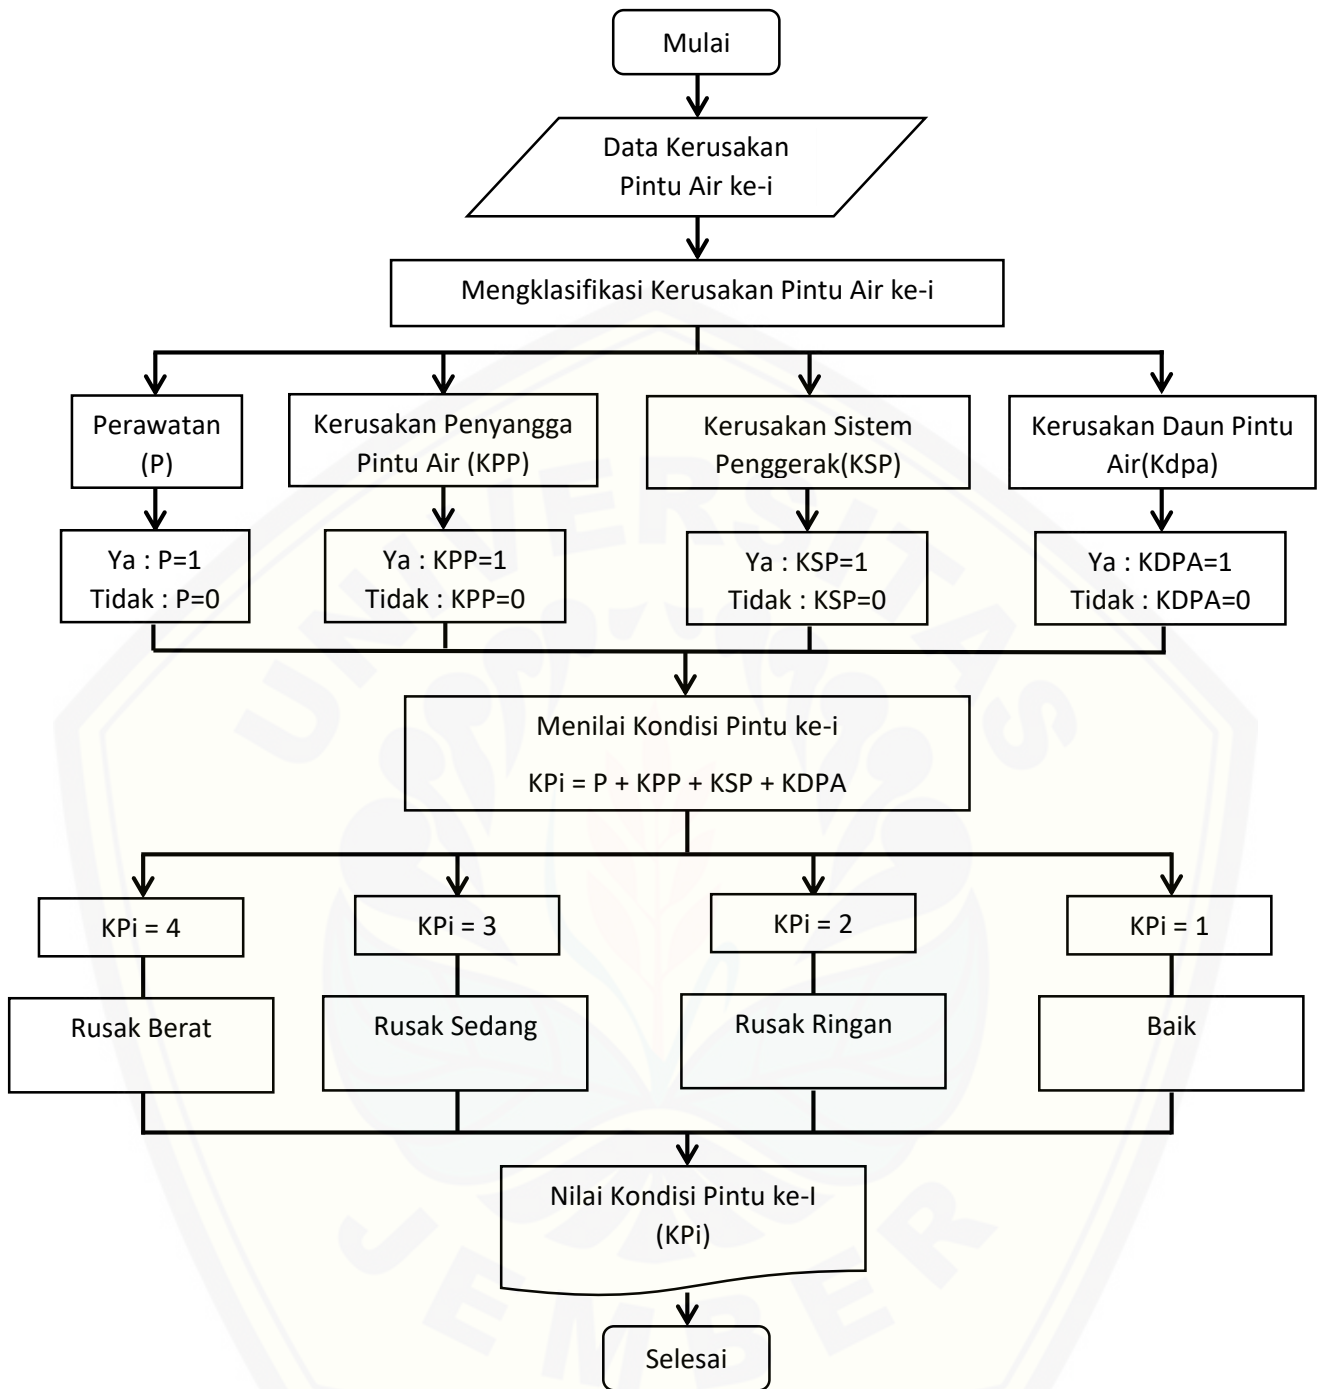 Mulai
Data Kerusakan
Pintu Air ke-i
Mengklasifikasi Kerusakan Pintu Air ke-i
Perawatan
(P)
Kerusakan Penyangga
Pintu Air (KPP)
Kerusakan Sistem
Penggerak(KSP)
Kerusakan Daun Pintu
Air(Kdpa)
Ya : P=1
Tidak : P=0
Ya : KPP=1
Tidak : KPP=0
Ya : KSP=1
Tidak : KSP=0
Ya : KDPA=1
Tidak : KDPA=0
Menilai Kondisi Pintu ke-i
KPi = P + KPP + KSP + KDPA
KPi = 4
KPi = 3
KPi = 2
KPi = 1
Rusak Berat
Rusak Sedang
Rusak Ringan
Baik
Nilai Kondisi Pintu ke-I
(KPi)
Selesai
UNIVERSITAS
JEMBER